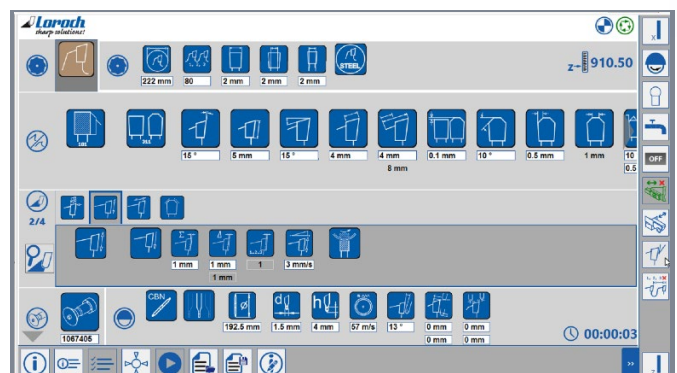 Loroch
sharp solutions!
STEEL
222 mm 80 2 mm 2 mm 2 mm
z 910.50
x
15 ° 5 mm 15° 4 mm 4 mm 0.1 mm 10 ° 0.5 mm 1 mm 10
8 mm 0.5
OFF
2/4
1 mm 1 mm 1 3 mm/s
1 mm
CBN
192.5 mm 1.5 mm 4 mm 57 m/s 13 ° 0 mm 0 mm
1067405 0 mm 0 mm
00:00:03